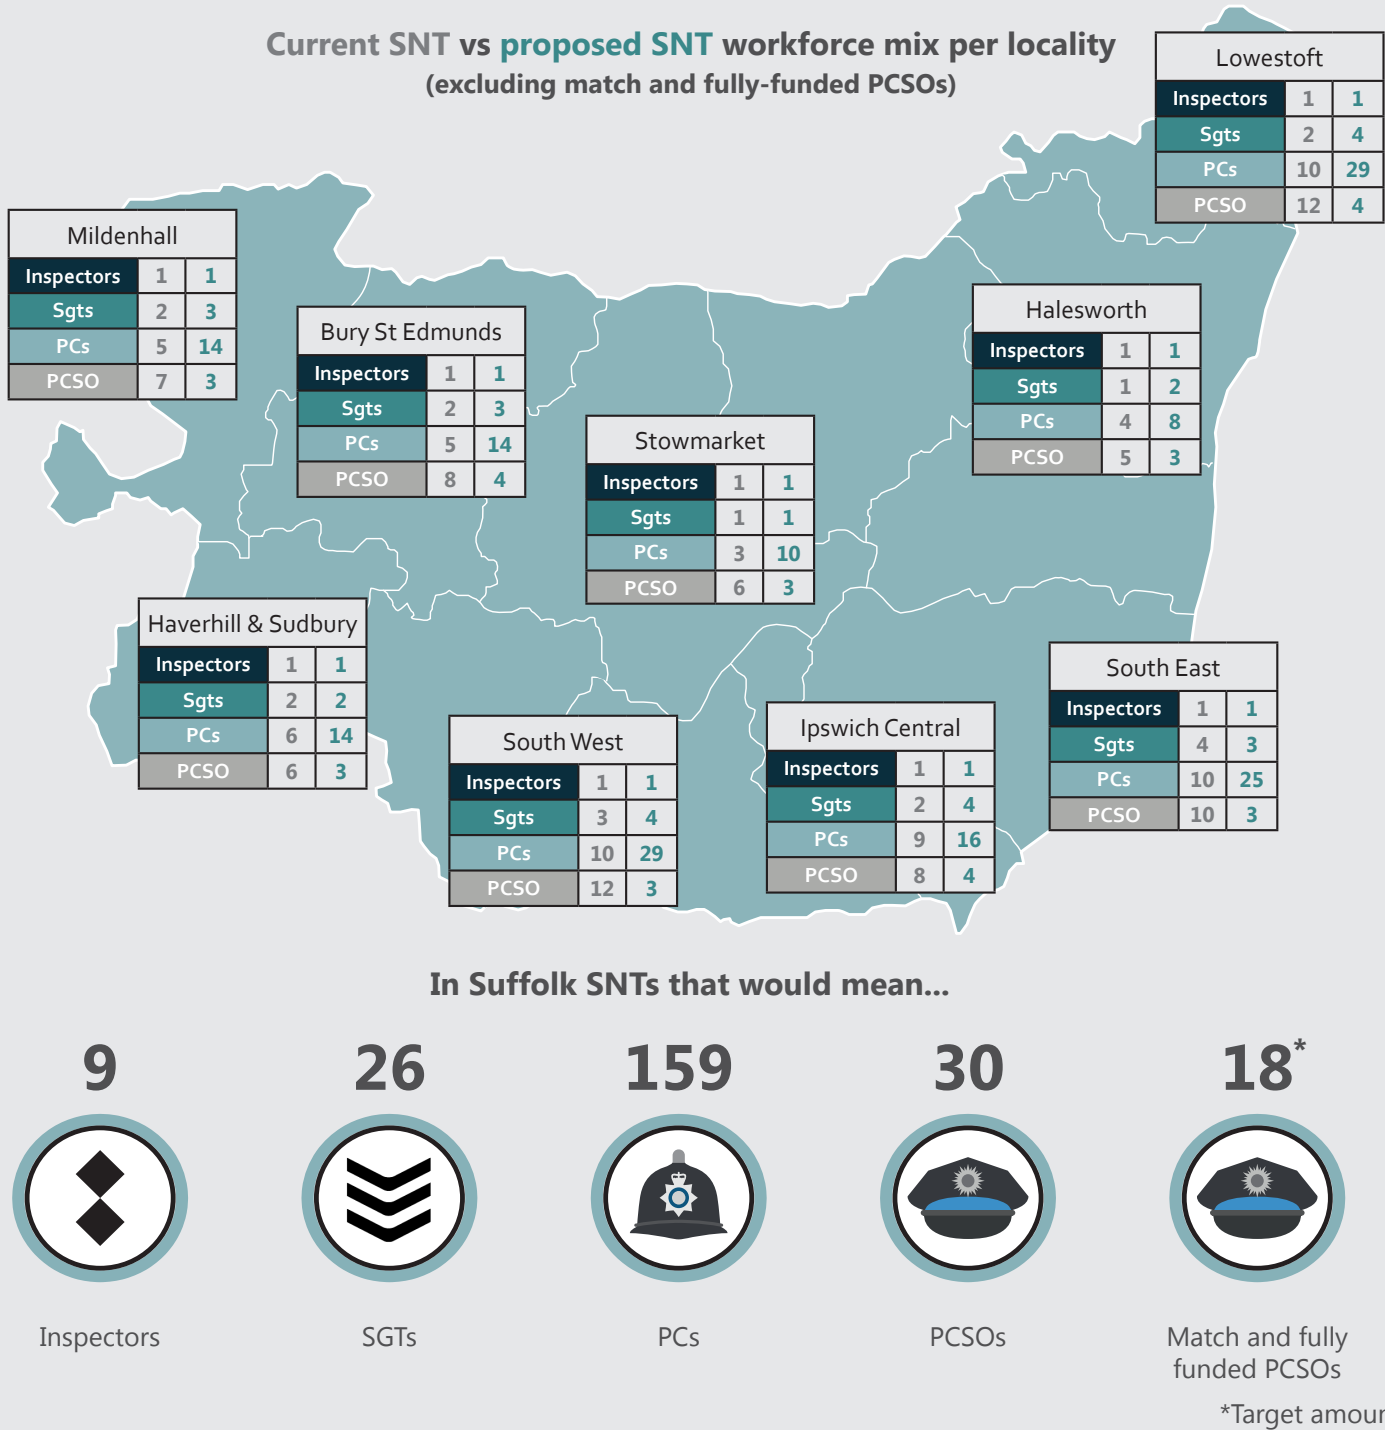 Current SNT vs proposed SNT workforce mix per locality
(excluding match and fully-funded PCSOs)
Lowestoft
Inspectors 1 1
Sgts 2 4
PCs 10 29
PCSO 12 4
Mildenhall
Inspectors 1 1
Sgts 2 3
PCs 5 14
PCSO 7 3
Bury St Edmunds
Inspectors 1 1
Sgts 2 3
PCs 5 14
PCSO 8 4
Halesworth
Inspectors 1 1
Sgts 1 2
PCs 4 8
PCSO 5 3
Stowmarket
Inspectors 1 1
Sgts 1 1
PCs 3 10
PCSO 6 3
Haverhill & Sudbury
Inspectors 1 1
Sgts 2 2
PCs 6 14
PCSO 6 3
South West
Inspectors 1 1
Sgts 3 4
PCs 10 29
PCSO 12 3
Ipswich Central
Inspectors 1 1
Sgts 2 4
PCs 9 16
PCSO 8 4
South East
Inspectors 1 1
Sgts 4 3
PCs 10 25
PCSO 10 3
In Suffolk SNTs that would mean...
9 26 159 30 18*
Inspectors SGTs PCs PCSOs Match and fully
funded PCSOs
*Target amoun